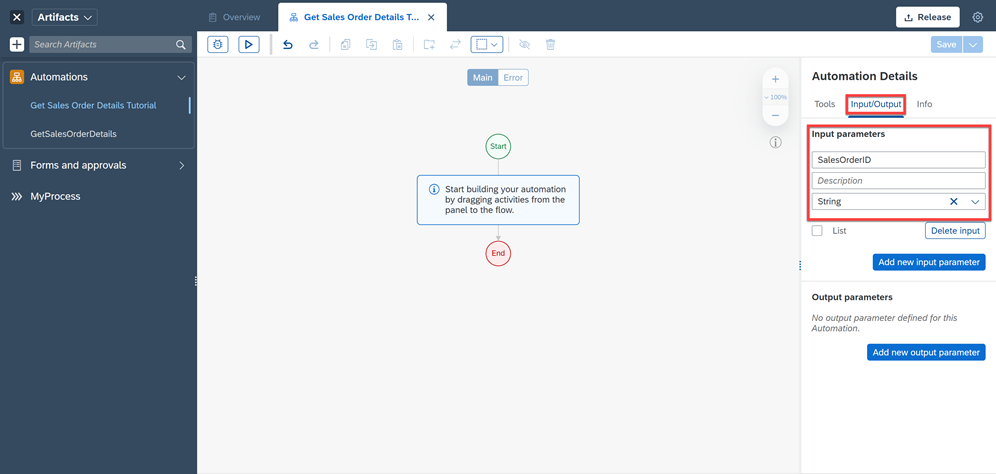 Artifacts
Overview
Get Sales Order Details T...
Release
Search Artifacts
Save
Automations
Get Sales Order Details Tutorial
GetSalesOrderDetails
Forms and approvals
MyProcess
Main
Error
100%
Start
Start building your automation
by dragging activities from the
panel to the flow.
End
Automation Details
Tools
Input/Output
Info
Input parameters
SalesOrderID
Description
String
List
Delete input
Add new input parameter
Output parameters
No output parameter defined for this
Automation.
Add new output parameter